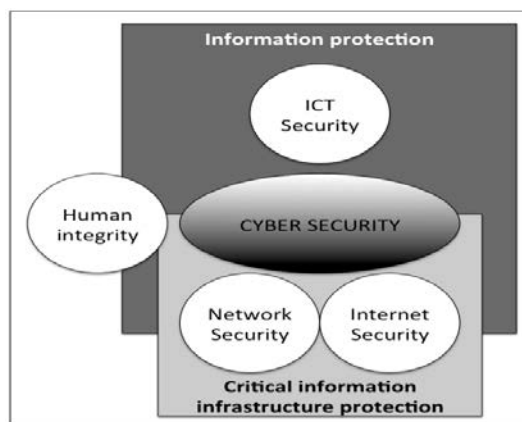 Information protection
ICT
Security
Human
integrity
CYBER SECURITY
Network
Security
Internet
Security
Critical information
infrastructure protection